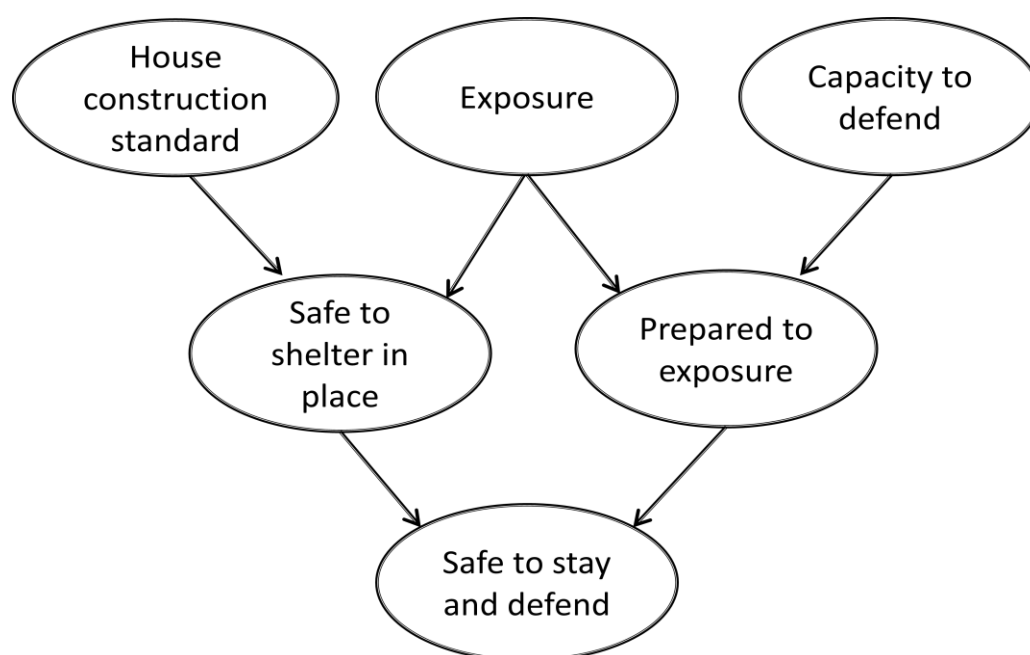 House
construction
standard
Exposure
Capacity to
defend
Safe to
shelter in
place
Prepared to
exposure
Safe to stay
and defend